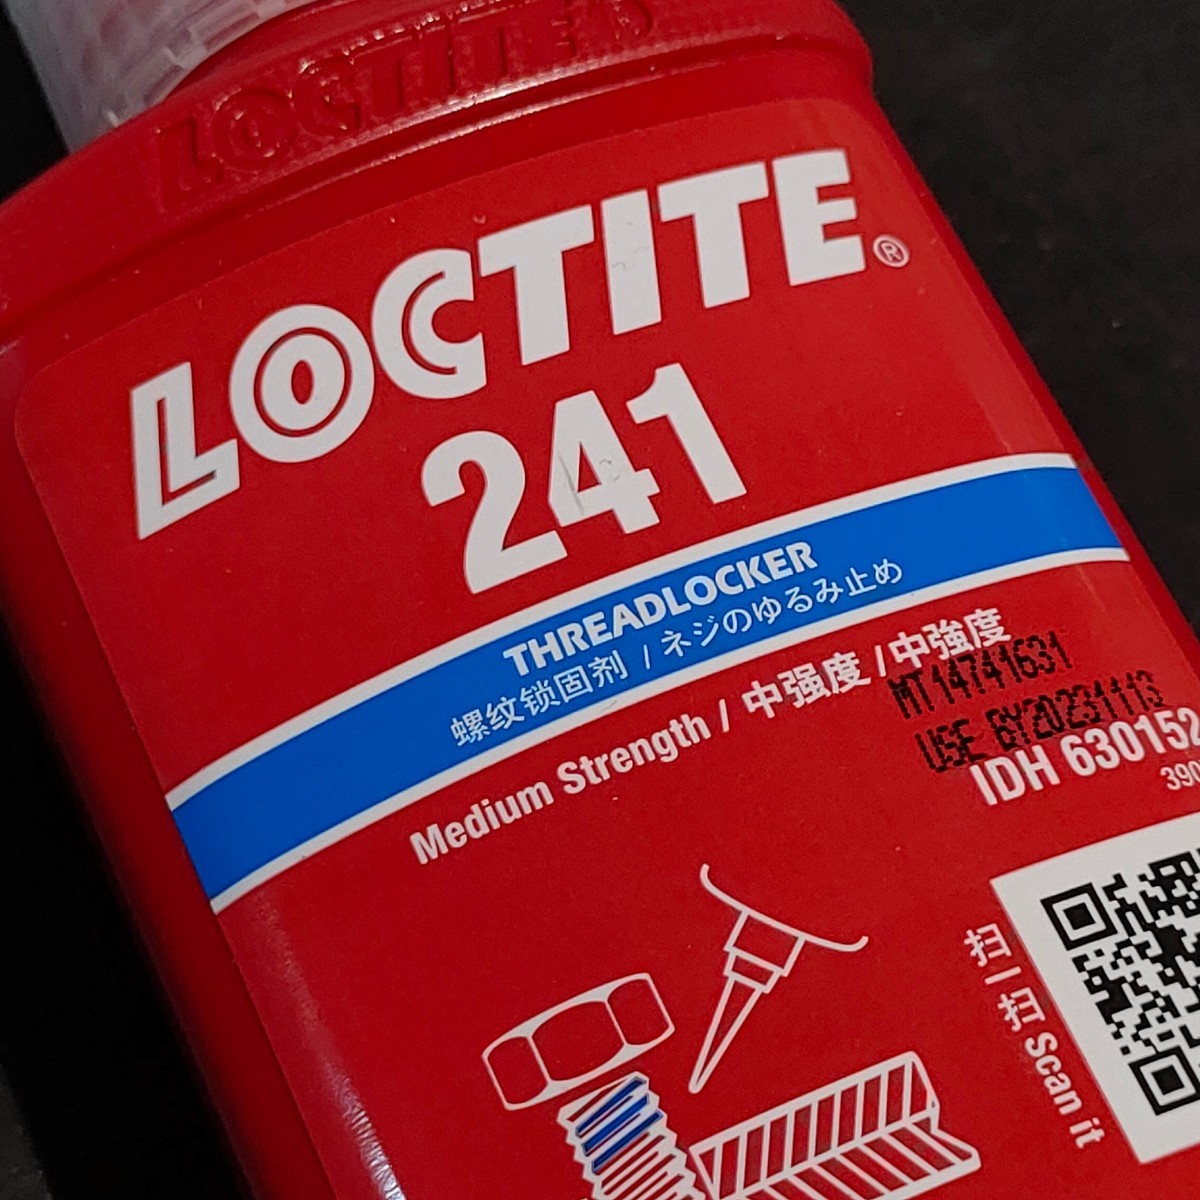 LOCTITE
LOCTITE®
241
THREADLOCKER
螺纹锁固剂 / ネジのゆるみ止め
Medium Strength / 中强度 / 中強度
MT14741631
USE BY20231113
IDH 630152
390
扫一扫 Scan it